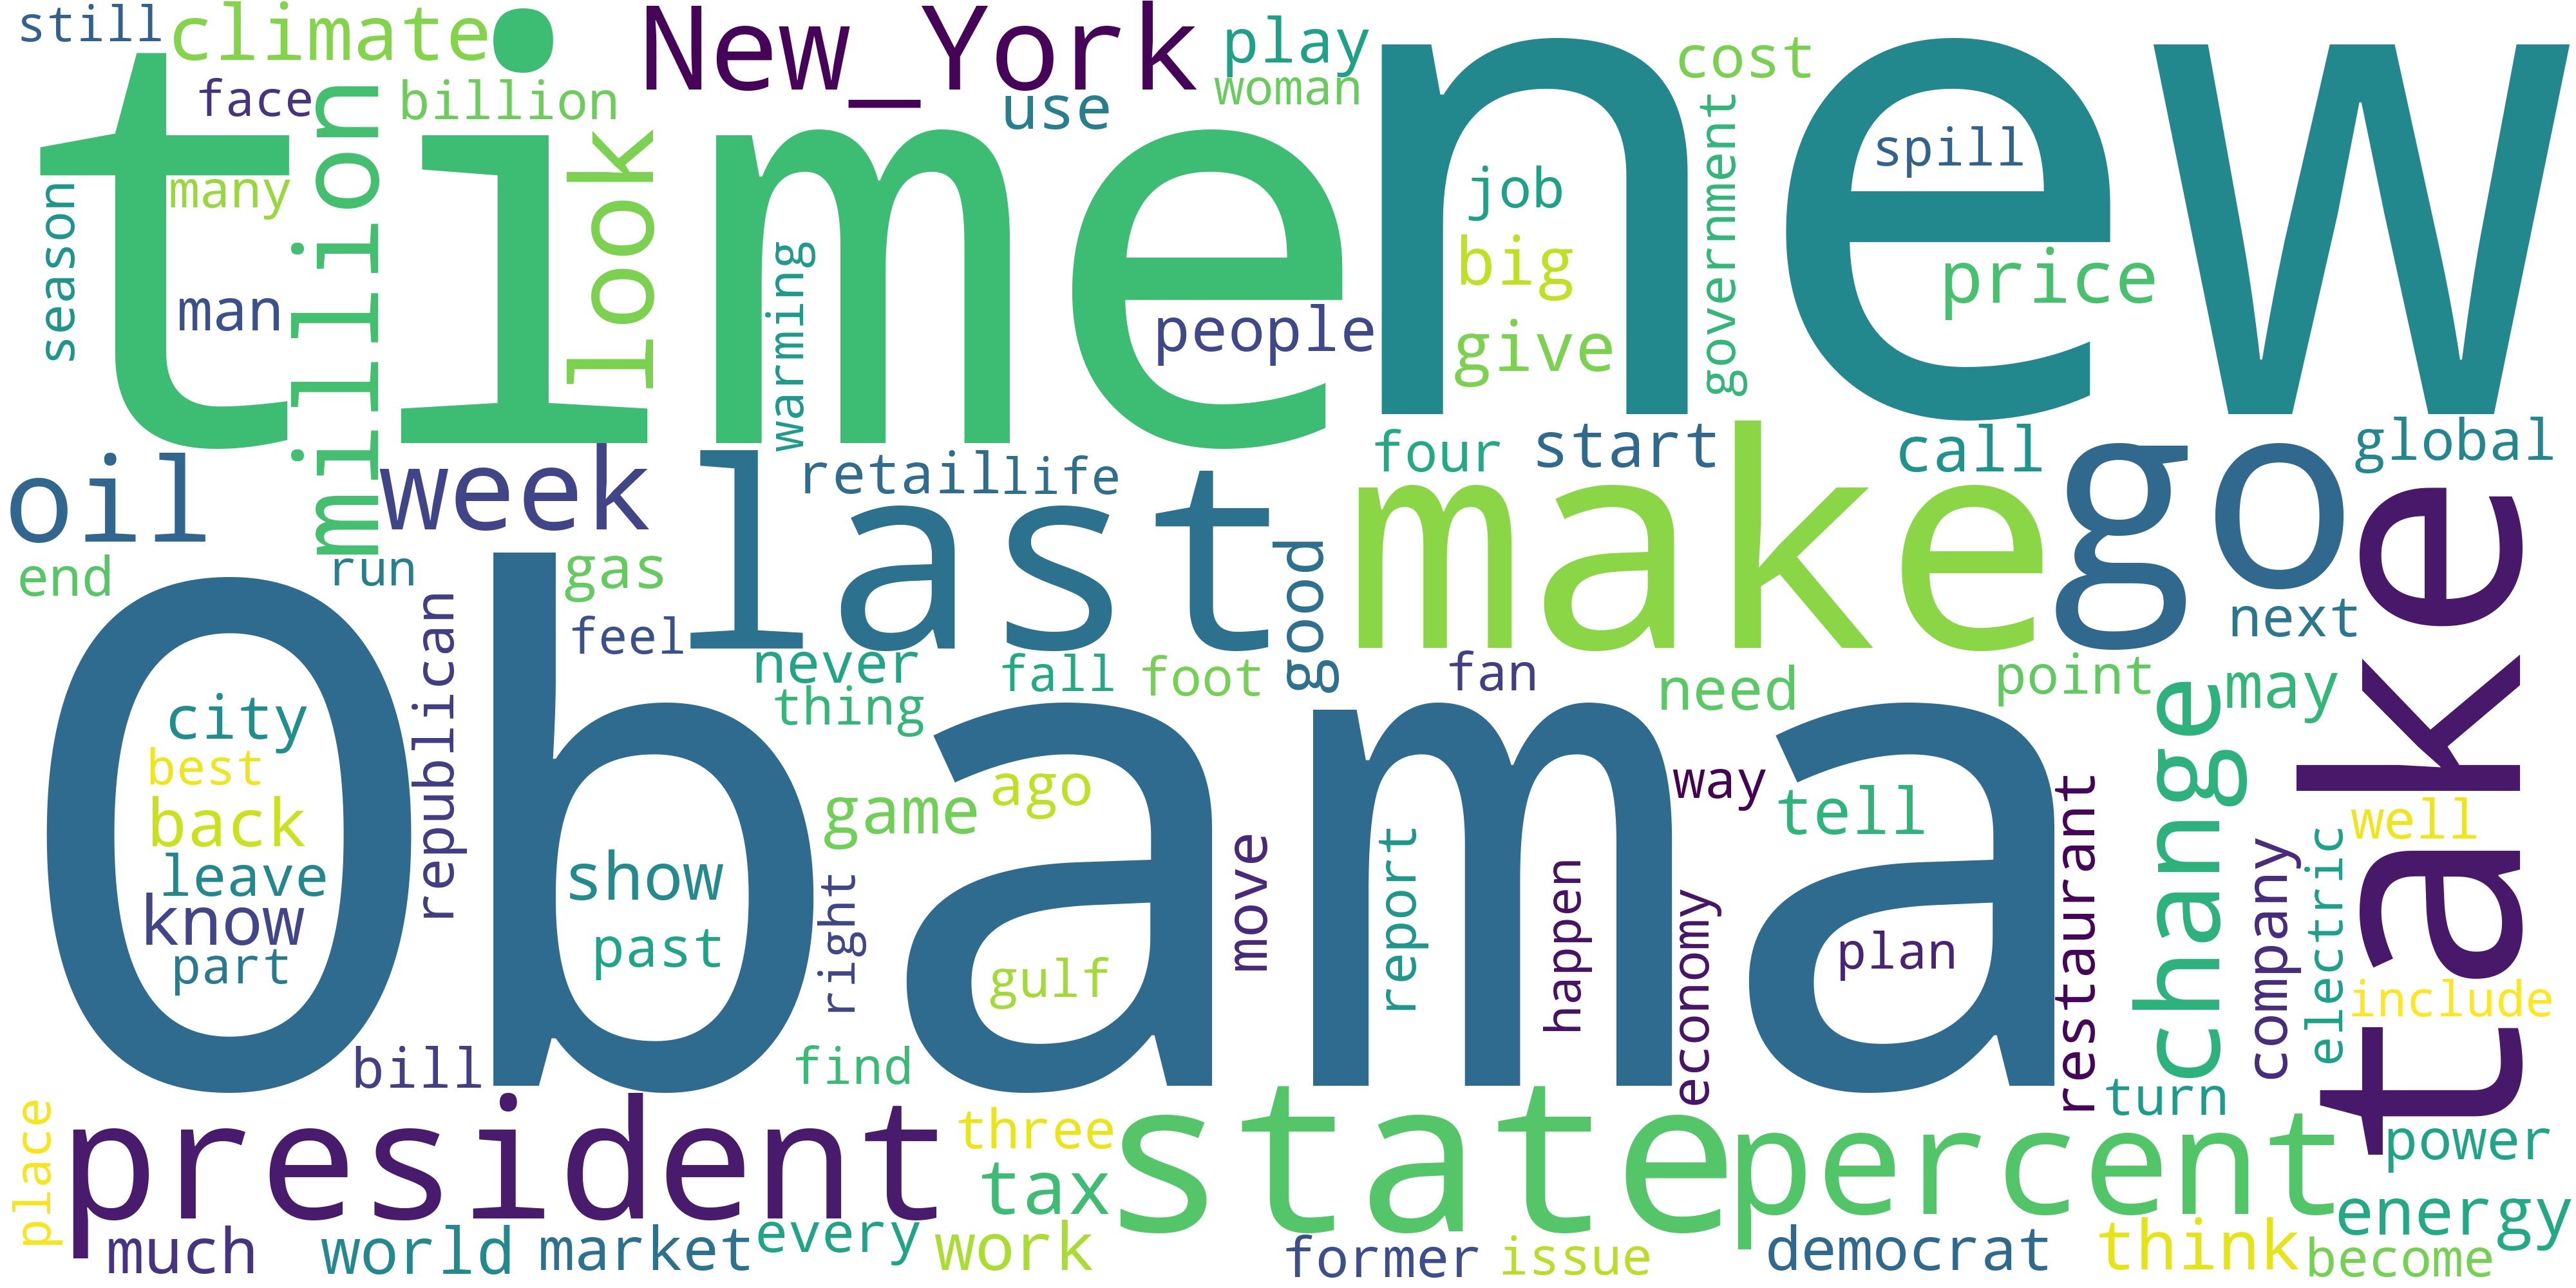 still
climate
New_York
play
cost
time
new
face
million
billion
look
use
woman
government
spill
season
many
warming
job
man
people
big
price
give
oil
week
last
retail
life
four
start
make
call
go
global
take
end
run
gas
good
next
Obama
republican
feel
never
fall
foot
fan
need
point
change
may
thing
city
best
back
leave
know
part
show
past
game
ago
right
gulf
move
report
happen
way
economy
tell
plan
restaurant
company
electric
well
include
bill
find
place
president
three
state
percent
turn
power
tax
much
world
market
every
work
former
issue
democrat
think
energy
become